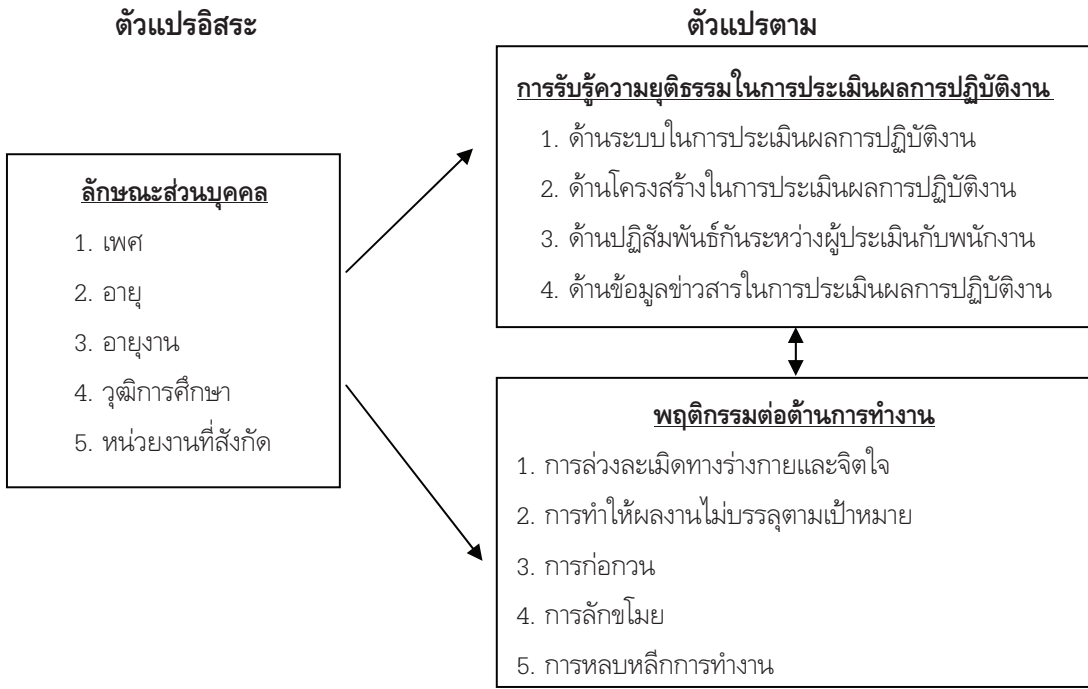 ตัวแปรอิสระ
ตัวแปรตาม
ลักษณะส่วนบุคคล
1. เพศ
2. อายุ
3. อายุงาน
4. วุฒิการศึกษา
5. หน่วยงานที่สังกัด
การรับรู้ความยุติธรรมในการประเมินผลการปฏิบัติงาน
1. ด้านระบบในการประเมินผลการปฏิบัติงาน
2. ด้านโครงสร้างในการประเมินผลการปฏิบัติงาน
3. ด้านปฏิสัมพันธ์กันระหว่างผู้ประเมินกับพนักงาน
4. ด้านข้อมูลข่าวสารในการประเมินผลการปฏิบัติงาน
พฤติกรรมต่อต้านการทำงาน
1. การล่วงละเมิดทางร่างกายและจิตใจ
2. การทำให้ผลงานไม่บรรลุตามเป้าหมาย
3. การก่อกวน
4. การลักขโมย
5. การหลบหลีกการทำงาน